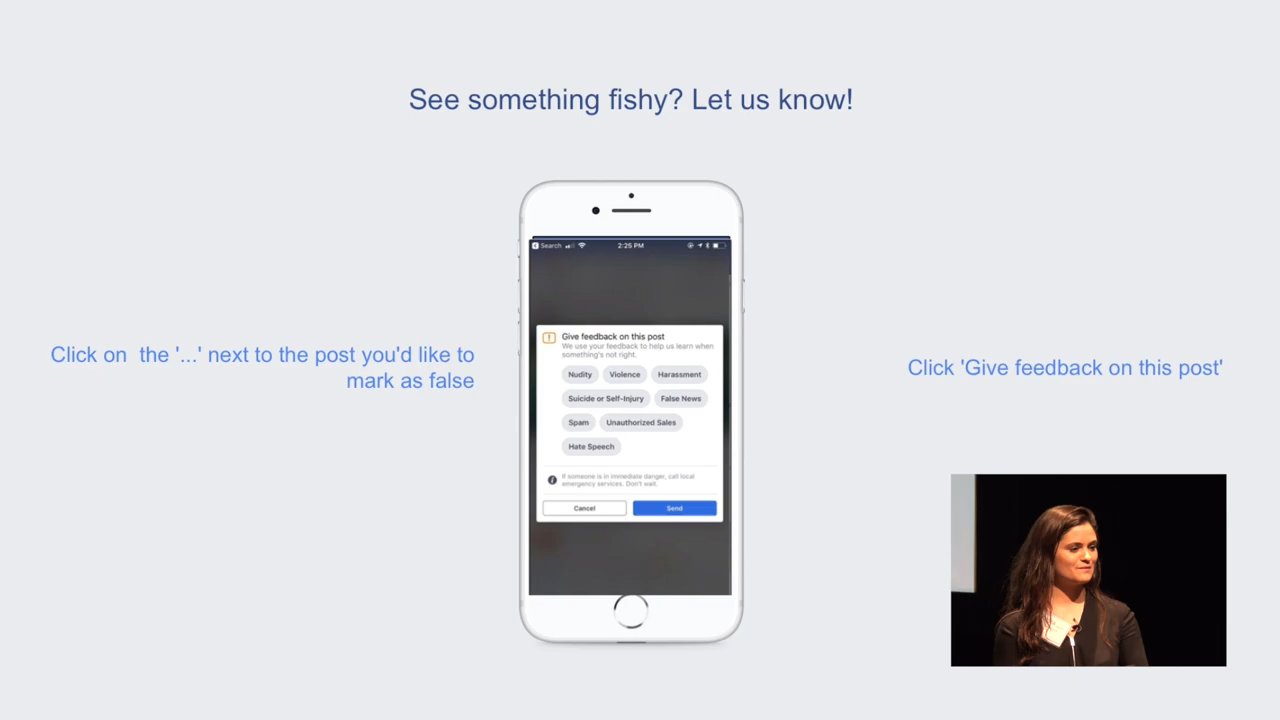 See something fishy? Let us know!
Click on  the '...' next to the post you'd like to
mark as false
Search
2:25 PM
Give feedback on this post
We use your feedback to help us learn when
something's not right.
Nudity
Violence
Harassment
Suicide or Self-Injury
False News
Spam
Unauthorized Sales
Hate Speech
If someone is in immediate danger, call local
emergency services. Don't wait.
Cancel
Send
Click 'Give feedback on this post'